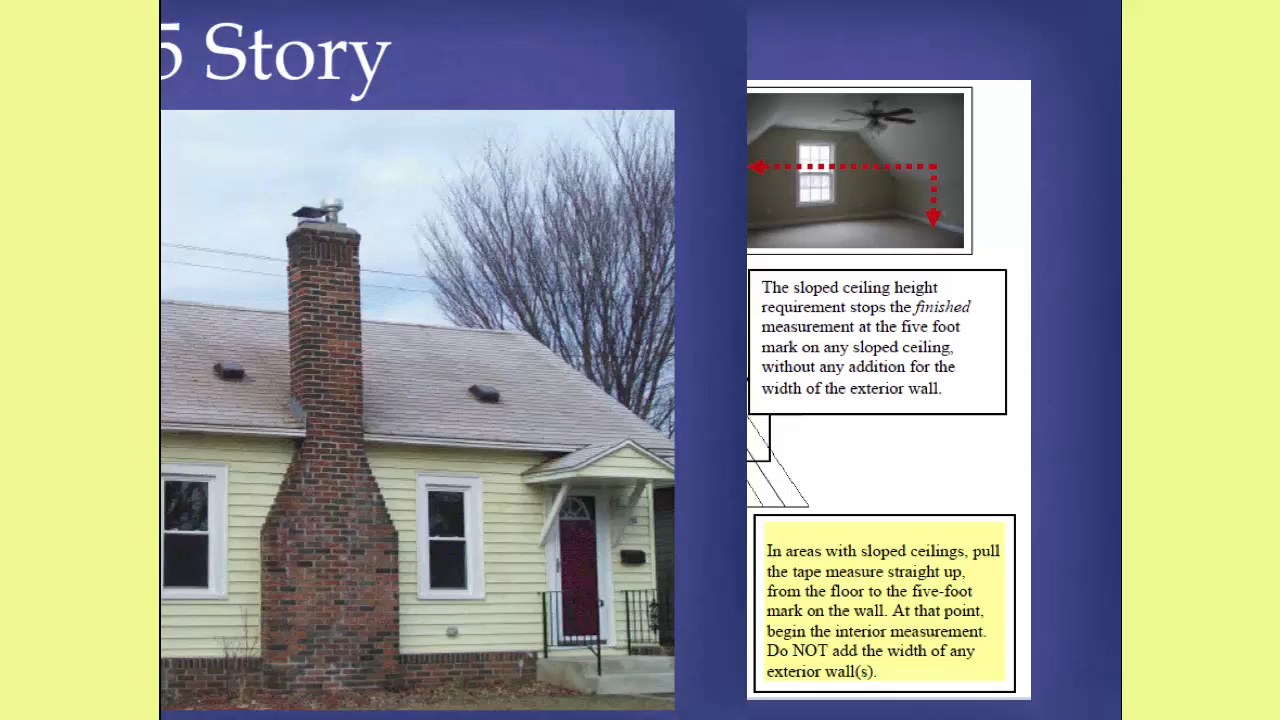 5 Story
The sloped ceiling height
requirement stops the finished
measurement at the five foot
mark on any sloped ceiling,
without any addition for the
width of the exterior wall.
In areas with sloped ceilings, pull
the tape measure straight up,
from the floor to the five-foot
mark on the wall. At that point,
begin the interior measurement.
Do NOT add the width of any
exterior wall(s).